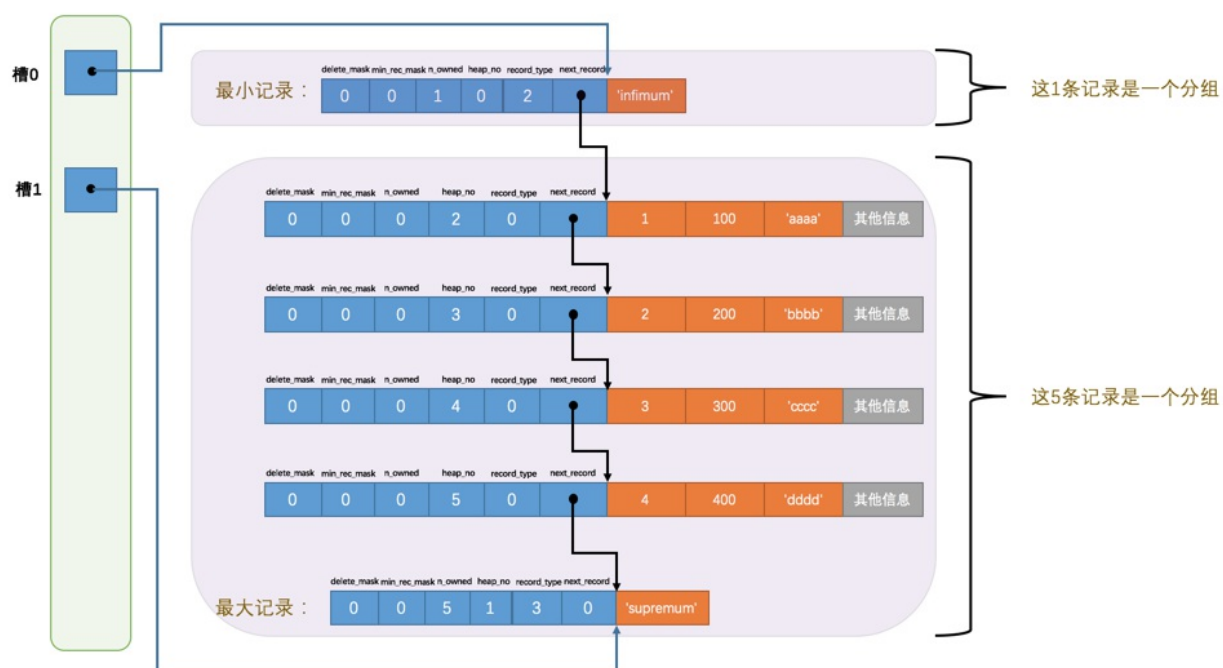 槽0
delete_mask min_rec_mask n_owned heap_no record_type next_record
最小记录： 0 0 1 0 2 'infimum'
这1条记录是一个分组
槽1
delete_mask min_rec_mask n_owned heap_no record_type next_record
0 0 0 2 0 1 100 'aaaa' 其他信息
delete_mask min_rec_mask n_owned heap_no record_type next_record
0 0 0 3 0 2 200 'bbbb' 其他信息
delete_mask min_rec_mask n_owned heap_no record_type next_record
0 0 0 4 0 3 300 'cccc' 其他信息
这5条记录是一个分组
delete_mask min_rec_mask n_owned heap_no record_type next_record
0 0 0 5 0 4 400 'dddd' 其他信息
delete_mask min_rec_mask n_owned heap_no record_type next_record
最大记录： 0 0 5 1 3 0 'supremum'